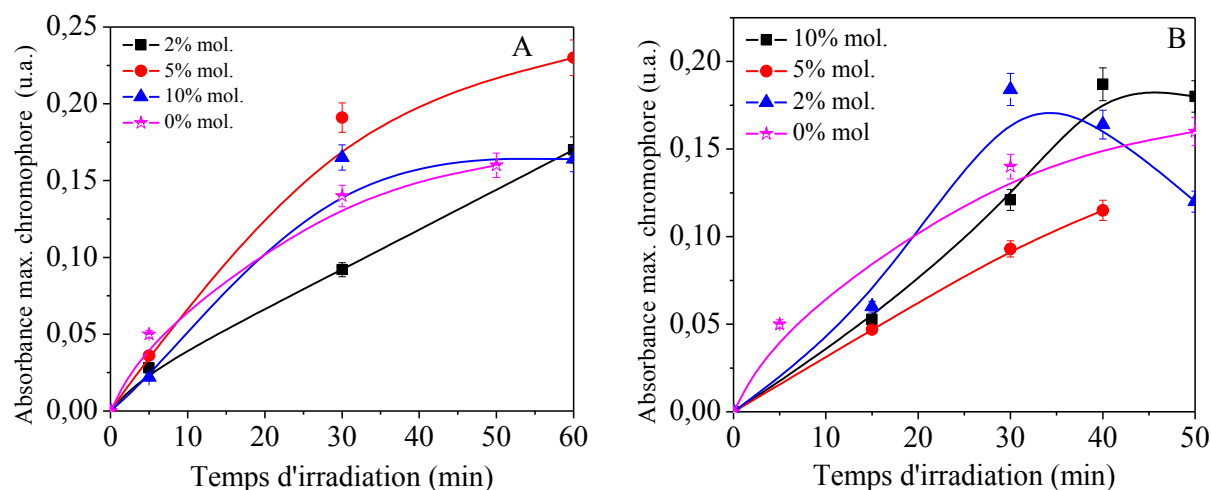 A
2% mol.
5% mol.
10% mol.
0% mol.
Absorbance max. chromophore (u.a.)
0,25
0,20
0,15
0,10
0,05
0,00
0 10 20 30 40 50 60
Temps d'irradiation (min)
B
10% mol.
5% mol.
2% mol.
0% mol
Absorbance max. chromophore (u.a.)
0,20
0,15
0,10
0,05
0,00
0 10 20 30 40 50
Temps d'irradiation (min)